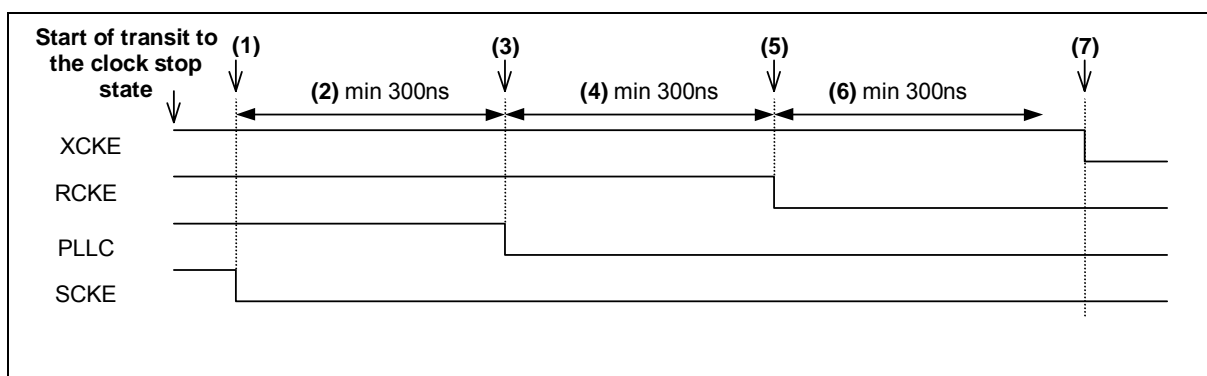 Start of transit to
the clock stop
state
(1)
(3)
(5)
(7)
(2) min 300ns
(4) min 300ns
(6) min 300ns
XCKE
RCKE
PLLC
SCKE